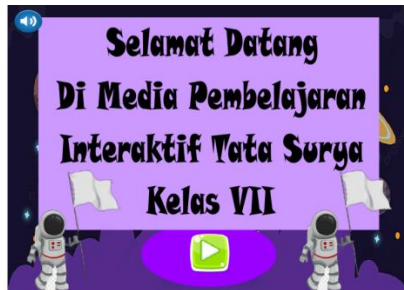 Selamat Datang
Di Media Pembelajaran
Interaktif Tata Surya
Kelas VII